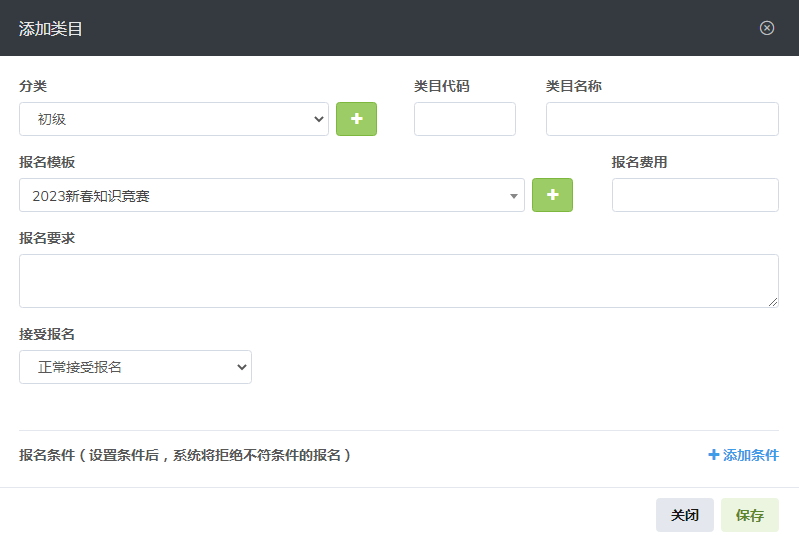 添加类目
分类 类目代码 类目名称
初级
报名模板 报名费用
2023新春知识竞赛
报名要求
接受报名
正常接受报名
报名条件（设置条件后，系统将拒绝不符条件的报名） 添加条件
关闭 保存